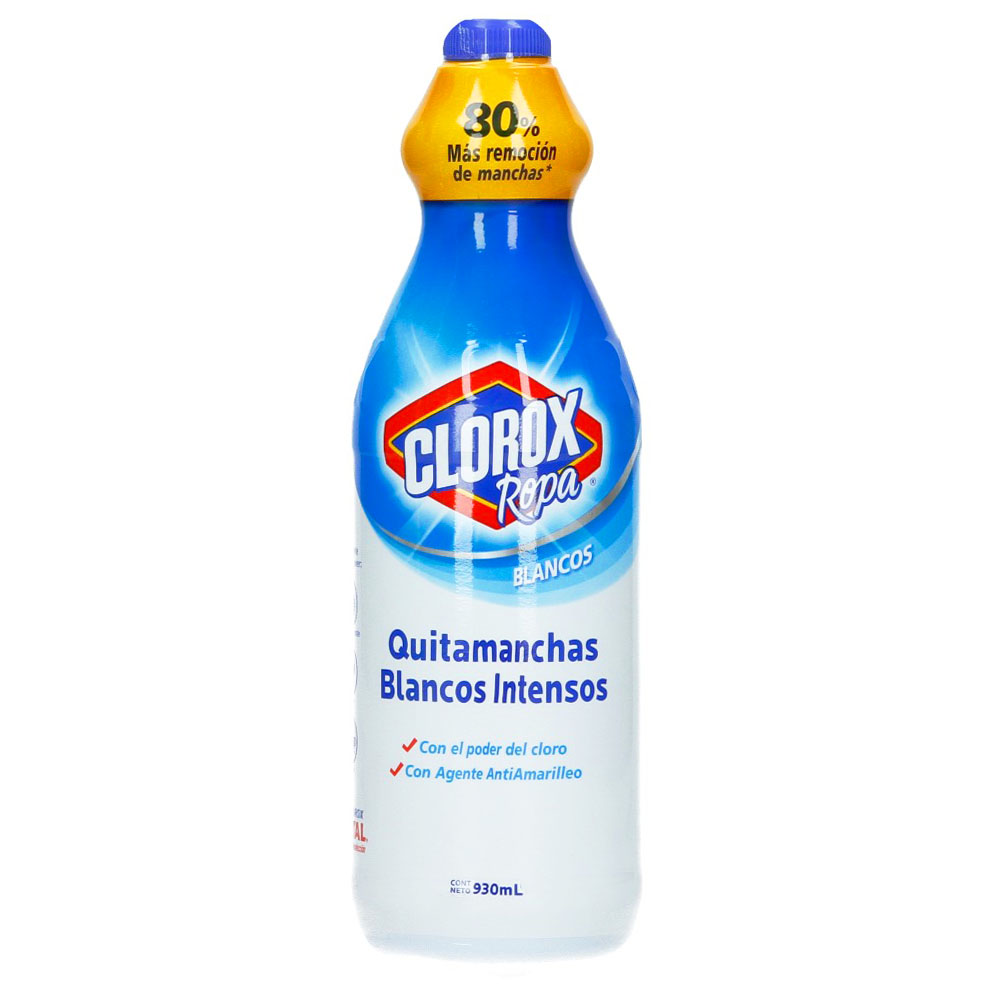 80%
Más remoción
de manchas*
CLOROX
Ropa
®
BLANCOS
Quitamanchas
Blancos Intensos
Con el poder del cloro
Con Agente AntiAmarilleo
CONT
NETO 930mL